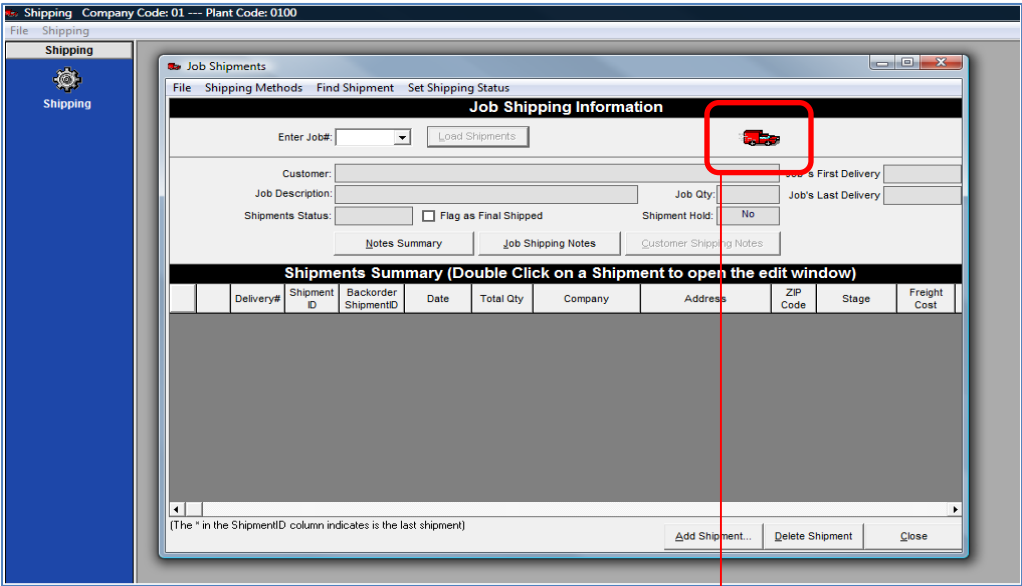 Shipping Company Code: 01 --- Plant Code: 0100
File Shipping
Shipping
Shipping
Job Shipments
File Shipping Methods Find Shipment Set Shipping Status
Job Shipping Information
Enter Job#: Load Shipments
Customer: Job's First Delivery
Job Description: Job Qty: Job's Last Delivery
Shipments Status: Flag as Final Shipped Shipment Hold: No
Notes Summary Job Shipping Notes Customer Shipping Notes
Shipments Summary (Double Click on a Shipment to open the edit window)
Delivery# Shipment ID Backorder ShipmentID Date Total Qty Company Address ZIP Code Stage Freight Cost
(The * in the ShipmentID column indicates is the last shipment)
Add Shipment... Delete Shipment Close